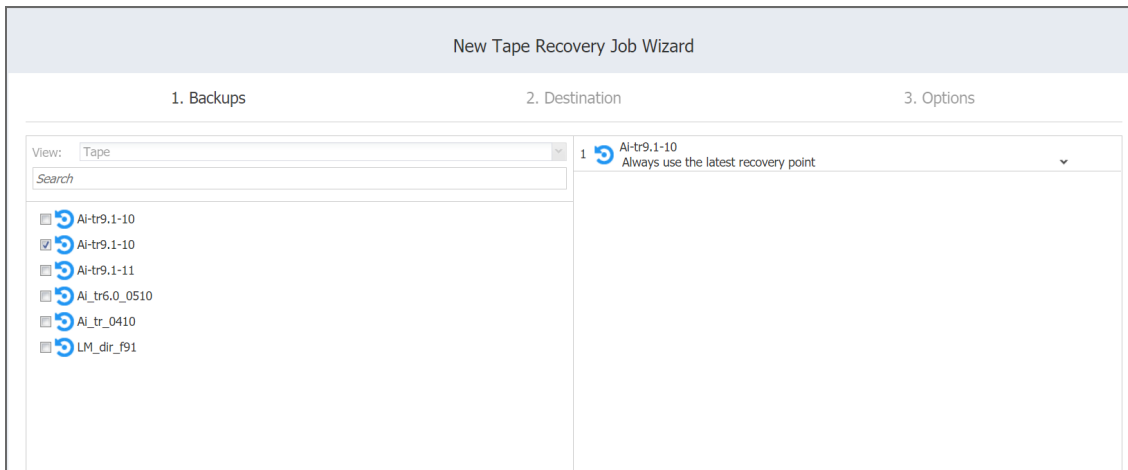 New Tape Recovery Job Wizard
1. Backups 2. Destination 3. Options
View: Tape
Search
Ai-tr9.1-10
Ai-tr9.1-10
Ai-tr9.1-11
Ai_tr6.0_0510
Ai_tr_0410
LM_dir_f91
1 Ai-tr9.1-10
Always use the latest recovery point